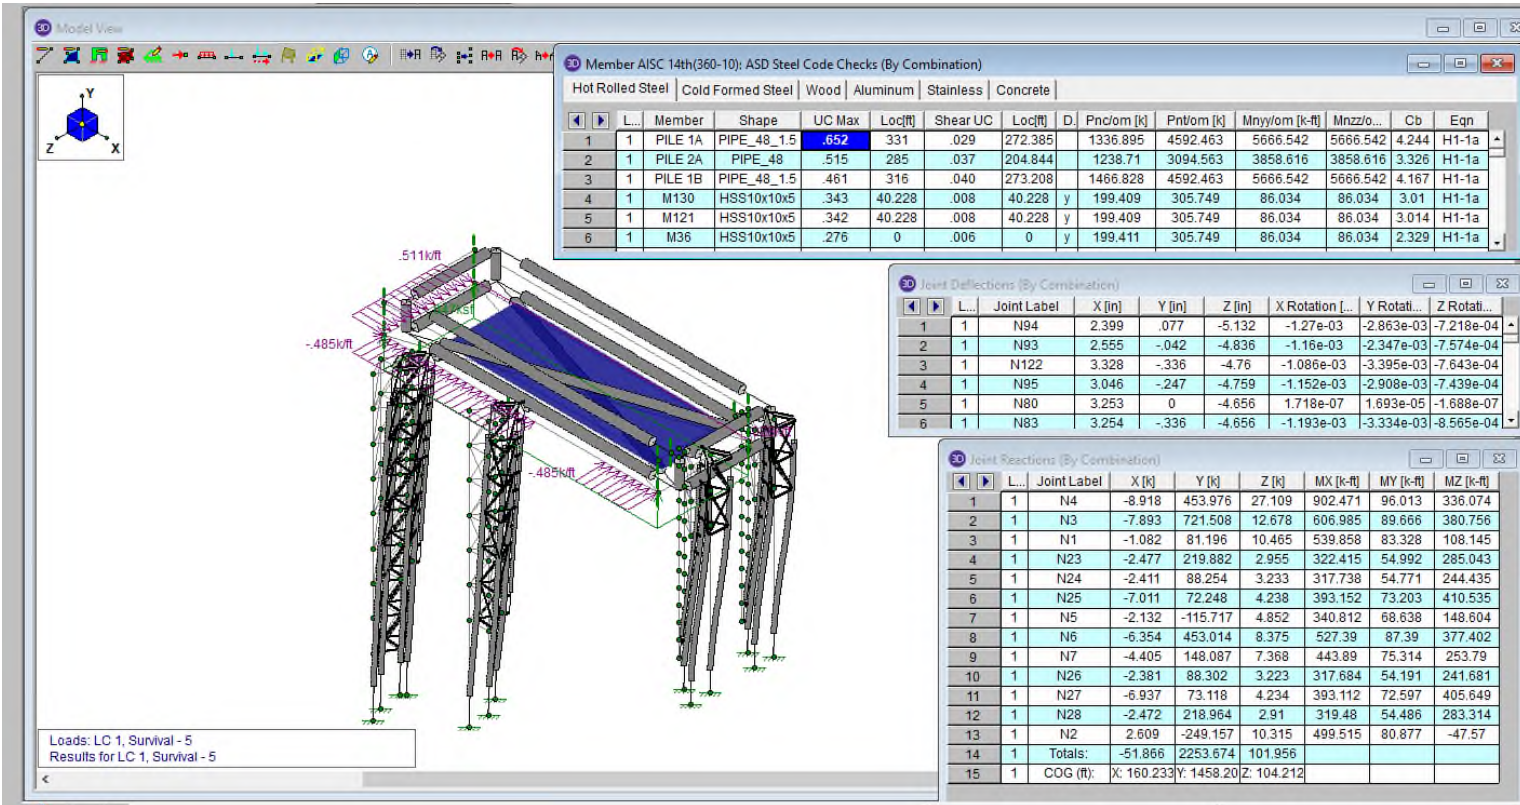 Model View
Y
Z
X
.511k/ft
-.485k/ft
-.485k/ft
Loads: LC 1, Survival - 5
Results for LC 1, Survival - 5
Member AISC 14th(360-10): ASD Steel Code Checks (By Combination)
Hot Rolled Steel Cold Formed Steel Wood Aluminum Stainless Concrete
L... Member Shape UC Max Loc[ft] Shear UC Loc[ft] D. Pnc/om [k] Pnt/om [k] Mnyy/om [k-ft] Mnzz/o... Cb Eqn
1 1 PILE 1A PIPE_48_1.5 .652 331 .029 272.385 1336.895 4592.463 5666.542 5666.542 4.244 H1-1a
2 1 PILE 2A PIPE_48 .515 285 .037 204.844 1238.71 3094.563 3858.616 3858.616 3.326 H1-1a
3 1 PILE 1B PIPE_48_1.5 .461 316 .040 273.208 1466.828 4592.463 5666.542 5666.542 4.167 H1-1a
4 1 M130 HSS10x10x5 .343 40.228 .008 40.228 y 199.409 305.749 86.034 86.034 3.01 H1-1a
5 1 M121 HSS10x10x5 .342 40.228 .008 40.228 y 199.409 305.749 86.034 86.034 3.014 H1-1a
6 1 M36 HSS10x10x5 .276 0 .006 0 y 199.411 305.749 86.034 86.034 2.329 H1-1a
Joint Deflections (By Combination)
L... Joint Label X [in] Y [in] Z [in] X Rotation [... Y Rotati... Z Rotati...
1 1 N94 2.399 .077 -5.132 -1.27e-03 -2.863e-03 -7.218e-04
2 1 N93 2.555 -.042 -4.836 -1.16e-03 -2.347e-03 -7.574e-04
3 1 N122 3.328 -.336 -4.76 -1.086e-03 -3.395e-03 -7.643e-04
4 1 N95 3.046 -.247 -4.759 -1.152e-03 -2.908e-03 -7.439e-04
5 1 N80 3.253 0 -4.656 1.718e-07 1.693e-05 -1.688e-07
6 1 N83 3.254 -.336 -4.656 -1.193e-03 -3.334e-03 -8.565e-04
Joint Reactions (By Combination)
L... Joint Label X [k] Y [k] Z [k] MX [k-ft] MY [k-ft] MZ [k-ft]
1 1 N4 -8.918 453.976 27.109 902.471 96.013 336.074
2 1 N3 -7.893 721.508 12.678 606.985 89.666 380.756
3 1 N1 -1.082 81.196 10.465 539.858 83.328 108.145
4 1 N23 -2.477 219.882 2.955 322.415 54.992 285.043
5 1 N24 -2.411 88.254 3.233 317.738 54.771 244.435
6 1 N25 -7.011 72.248 4.238 393.152 73.203 410.535
7 1 N5 -2.132 -115.717 4.852 340.812 68.638 148.604
8 1 N6 -6.354 453.014 8.375 527.39 87.39 377.402
9 1 N7 -4.405 148.087 7.368 443.89 75.314 253.79
10 1 N26 -2.381 88.302 3.223 317.684 54.191 241.681
11 1 N27 -6.937 73.118 4.234 393.112 72.597 405.649
12 1 N28 -2.472 218.964 2.91 319.48 54.486 283.314
13 1 N2 2.609 -249.157 10.315 499.515 80.877 -47.57
14 1 Totals: -51.866 2253.674 101.956
15 1 COG (ft): X: 160.233 Y: 1458.20 Z: 104.212